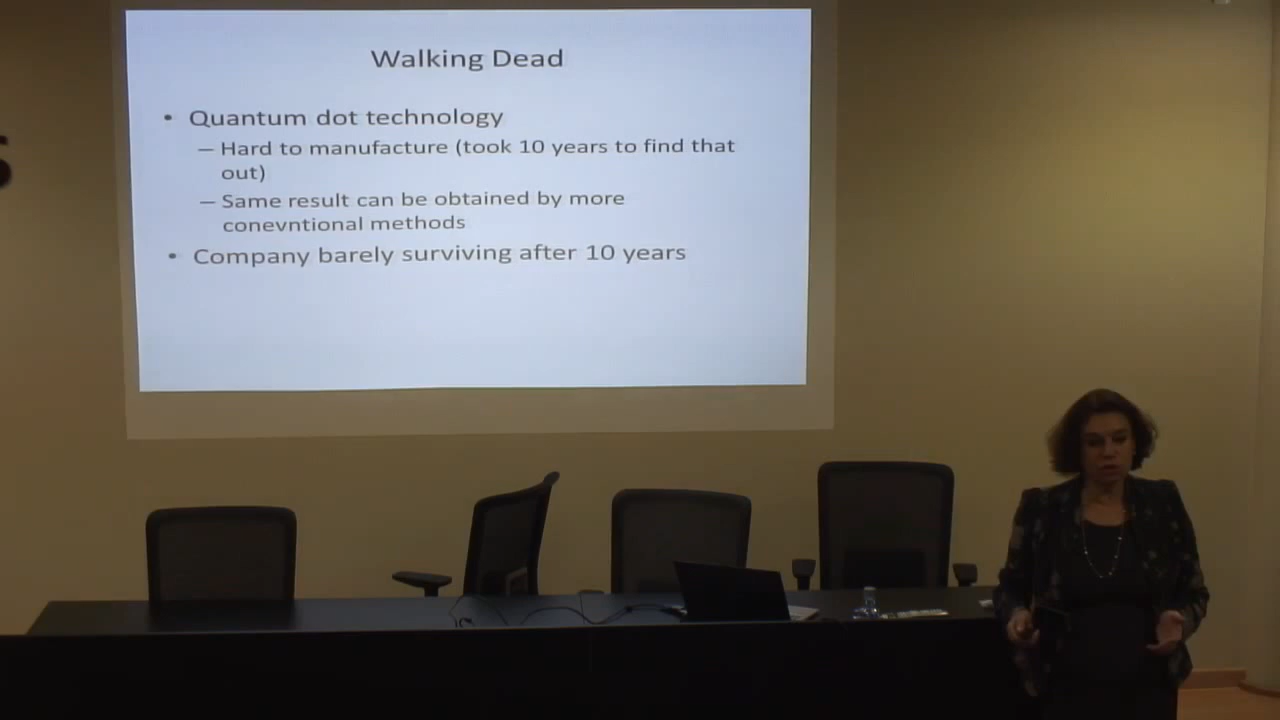 Walking Dead
• Quantum dot technology
– Hard to manufacture (took 10 years to find that
out)
– Same result can be obtained by more
conevntional methods
• Company barely surviving after 10 years